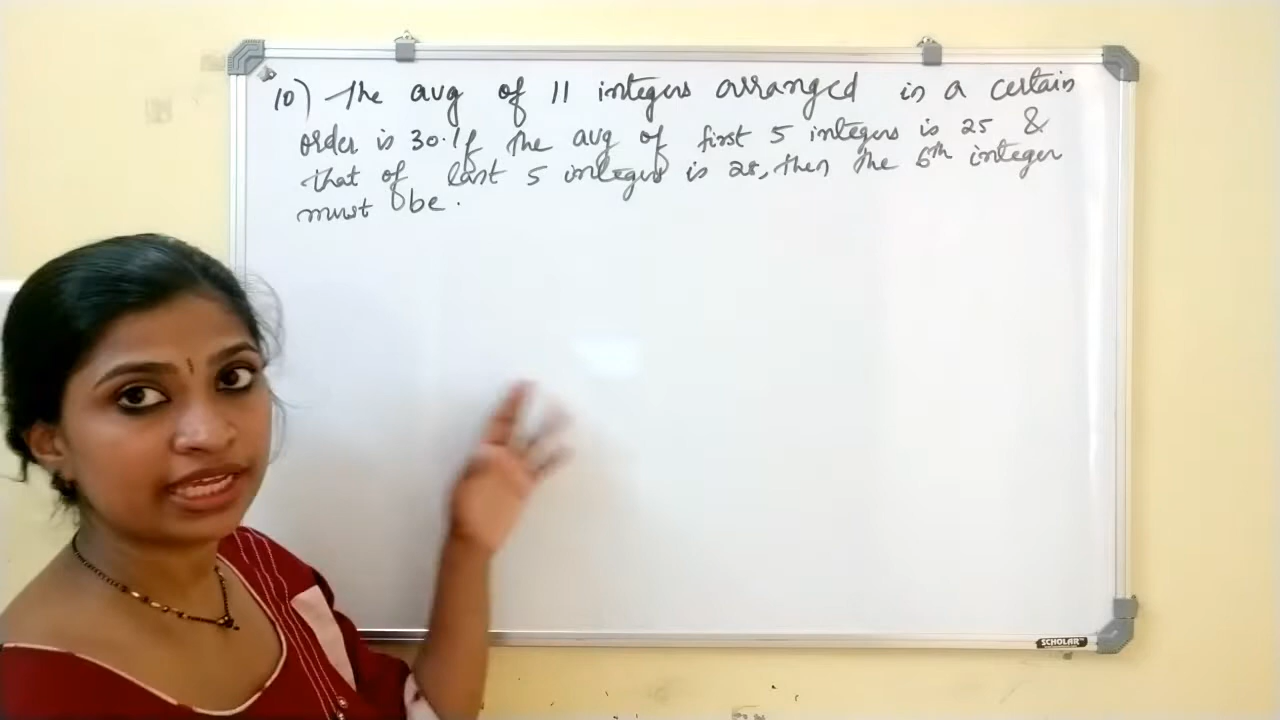 10) The avg of 11 integers arranged in a certain
order is 30. If the avg of first 5 integers is 25 &
that of last 5 integers is 28, then the 6th integer
must be.
SCHOLAR